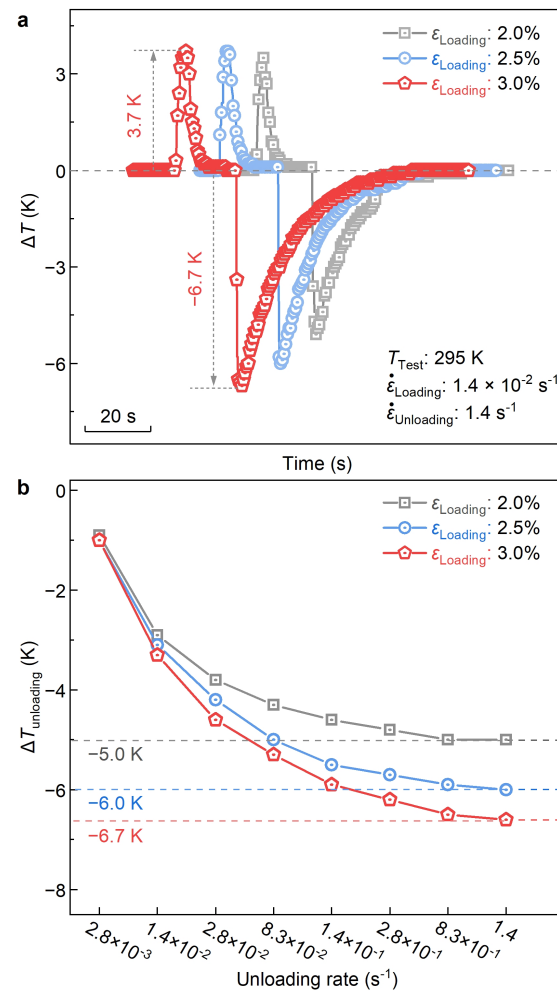 a
ε_Loading: 2.0%
ε_Loading: 2.5%
ε_Loading: 3.0%
3.7 K
−6.7 K
3
0
−3
−6
ΔT (K)
20 s
T_Test: 295 K
ε̇_Loading: 1.4 × 10⁻² s⁻¹
ε̇_Unloading: 1.4 s⁻¹
Time (s)
b
ε_Loading: 2.0%
ε_Loading: 2.5%
ε_Loading: 3.0%
0
−2
−4
−6
−8
ΔT_unloading (K)
−5.0 K
−6.0 K
−6.7 K
2.8×10⁻³
1.4×10⁻²
2.8×10⁻²
8.3×10⁻²
1.4×10⁻¹
2.8×10⁻¹
8.3×10⁻¹
1.4
Unloading rate (s⁻¹)